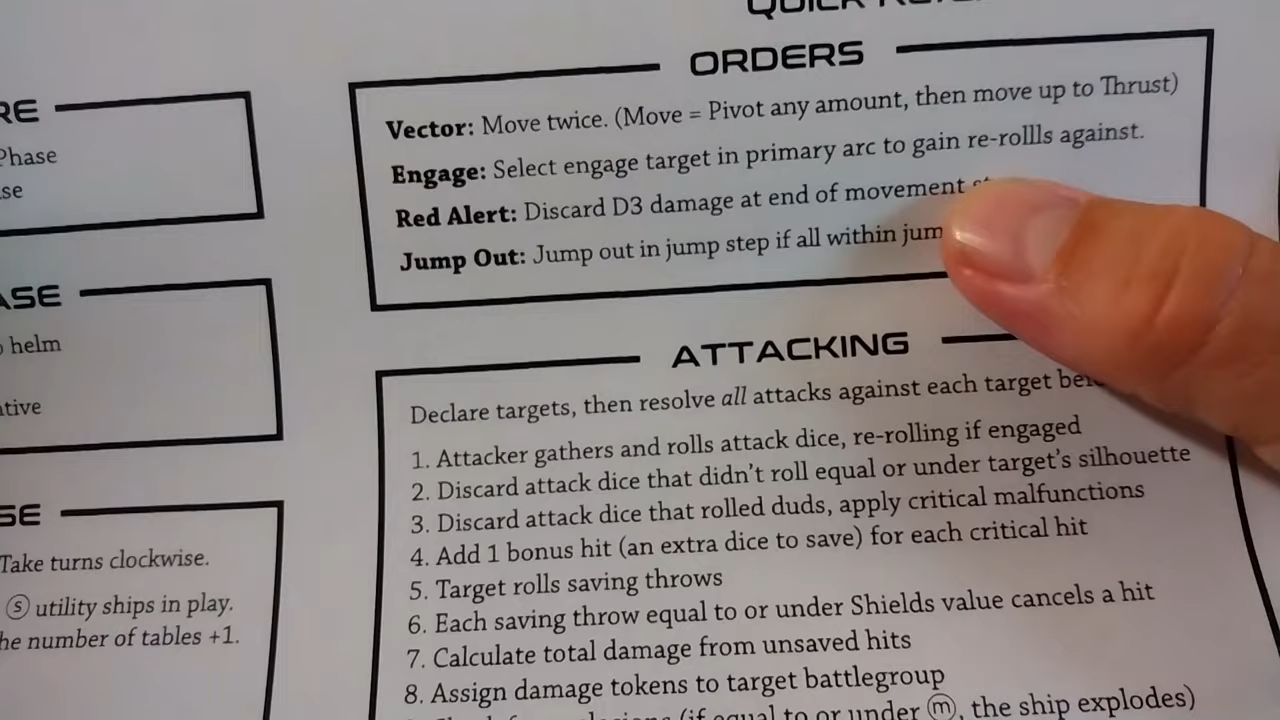 QUICK
ORDERS
Vector: Move twice. (Move = Pivot any amount, then move up to Thrust)
Engage: Select engage target in primary arc to gain re-rollls against.
Red Alert: Discard D3 damage at end of movement
Jump Out: Jump out in jump step if all within
ATTACKING
Declare targets, then resolve all attacks against each target
1. Attacker gathers and rolls attack dice, re-rolling if engaged
2. Discard attack dice that didn't roll equal or under target's silhouette
3. Discard attack dice that rolled duds, apply critical malfunctions
4. Add 1 bonus hit (an extra dice to save) for each critical hit
5. Target rolls saving throws
6. Each saving throw equal to or under Shields value cancels a hit
7. Calculate total damage from unsaved hits
8. Assign damage tokens to target battlegroup
(if equal to or under ⓜ, the ship explodes)
RE
Phase
se
ASE
helm
ative
SE
Take turns clockwise.
ⓢ utility ships in play.
he number of tables +1.